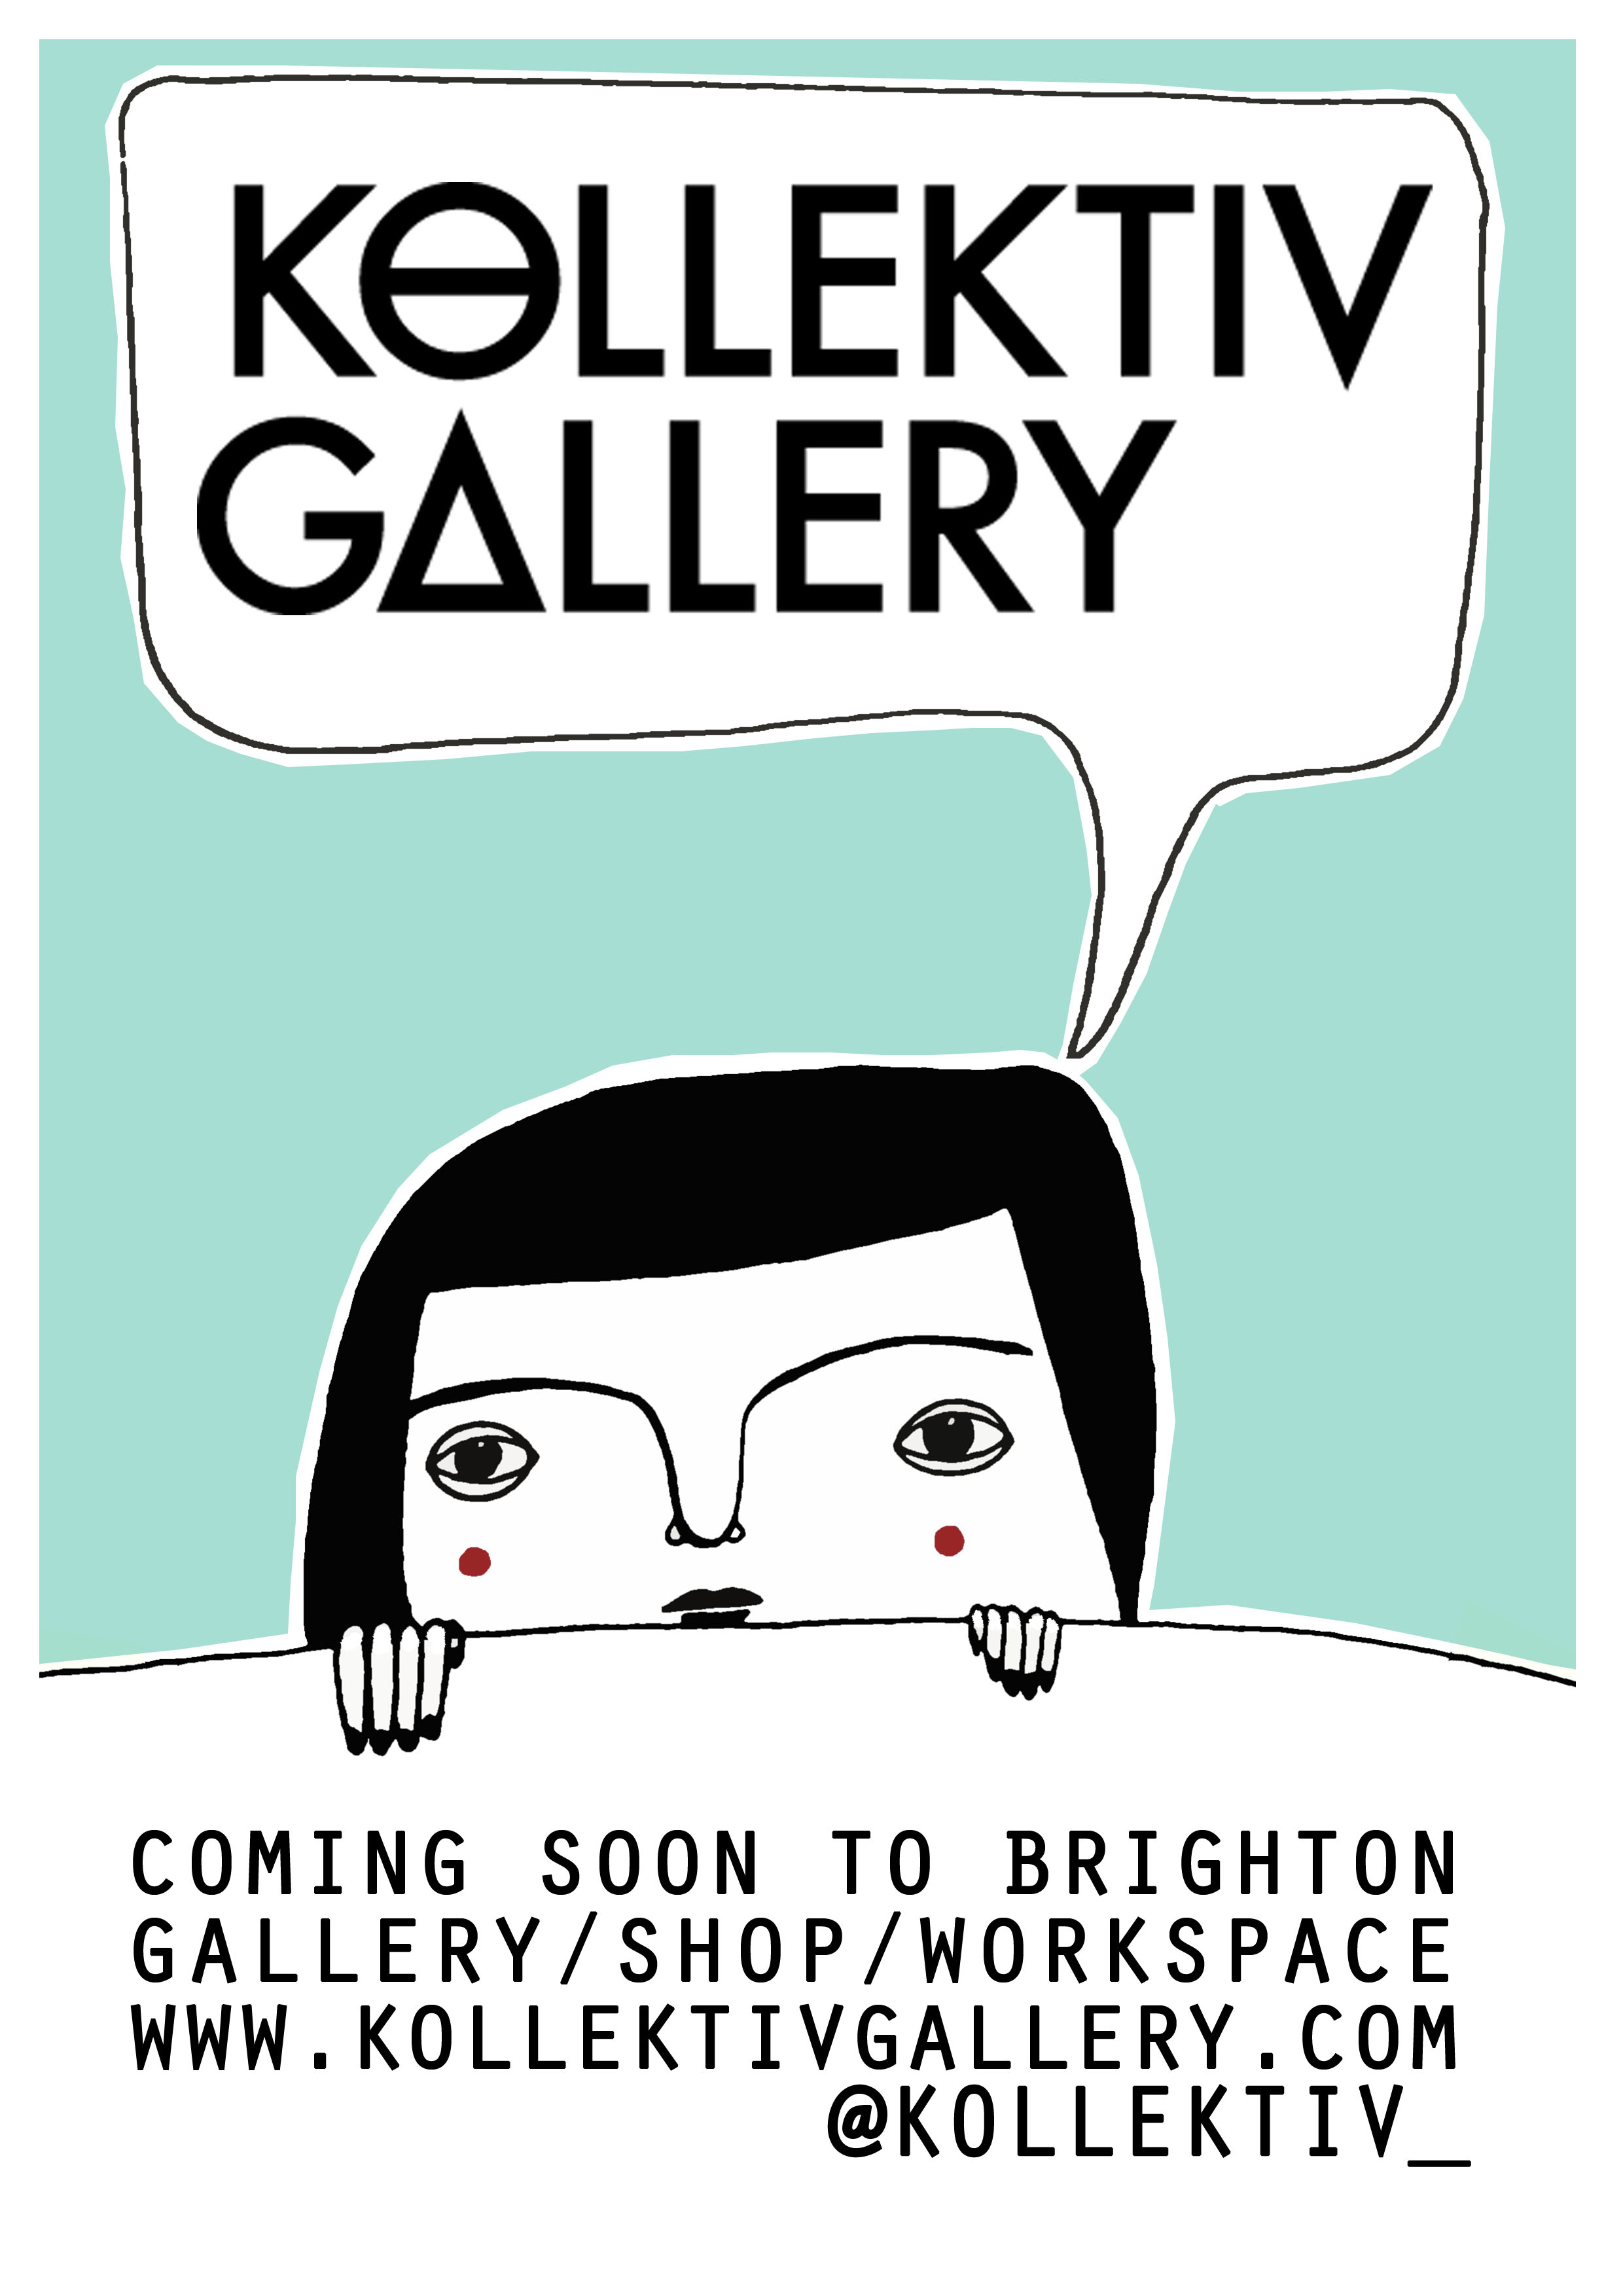 KOLLEKTIV
GALLERY
COMING SOON TO BRIGHTON
GALLERY/SHOP/WORKSPACE
WWW.KOLLEKTIVGALLERY.COM
@KOLLEKTIV_